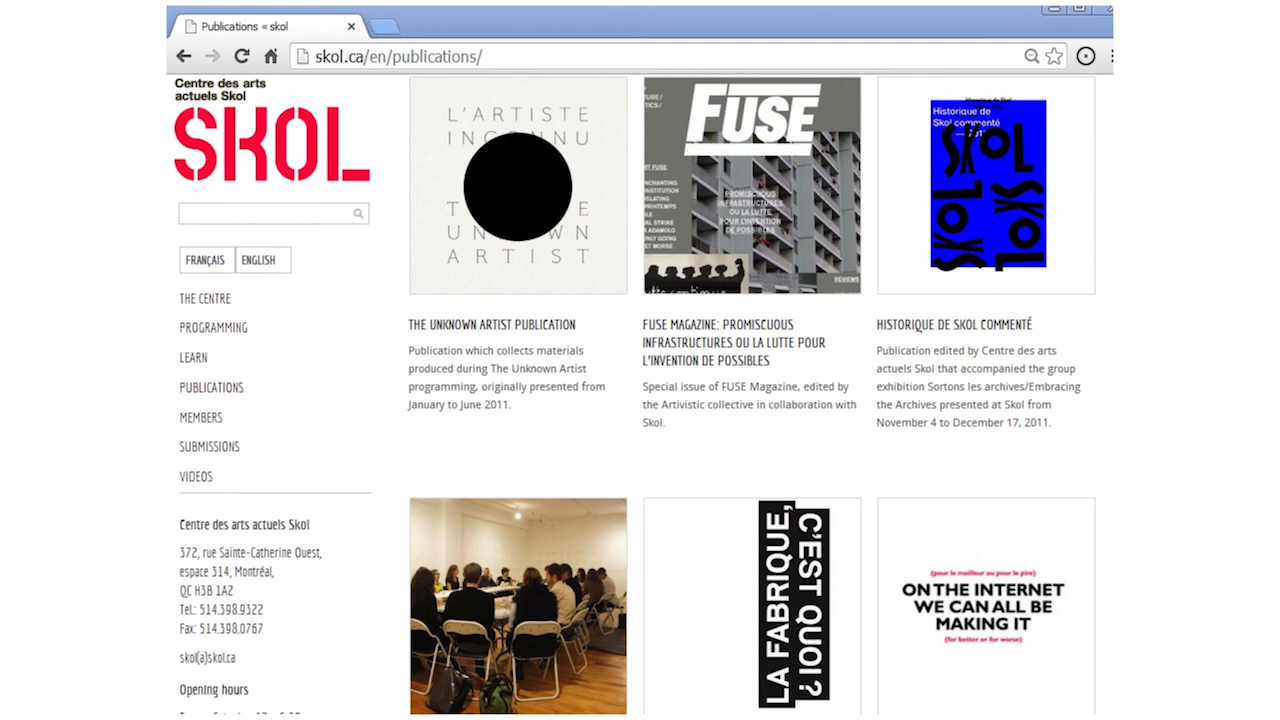 Publications « skol
skol.ca/en/publications/
Centre des arts
actuels Skol
SKOL
FRANÇAIS
ENGLISH
THE CENTRE
PROGRAMMING
LEARN
PUBLICATIONS
MEMBERS
SUBMISSIONS
VIDEOS
Centre des arts actuels Skol
372, rue Sainte-Catherine Ouest,
espace 314, Montréal,
QC H3B 1A2
Tel.: 514.398.9322
Fax: 514.398.0767
skol(a)skol.ca
Opening hours
L'ARTISTE
INCONNU
ARTIST
THE UNKNOWN ARTIST PUBLICATION
Publication which collects materials
produced during The Unknown Artist
programming, originally presented from
January to June 2011.
FUSE
PROMISCUOUS
INFRASTRUCTURES
OU LA LUTTE
POUR L'INVENTION
DE POSSIBLES
REVIEWS
FUSE MAGAZINE: PROMISCUOUS
INFRASTRUCTURES OU LA LUTTE POUR
L'INVENTION DE POSSIBLES
Special issue of FUSE Magazine, edited by
the Artivistic collective in collaboration with
Skol.
Historique de
Skol commenté
SKOL
SKOL
SKOL
HISTORIQUE DE SKOL COMMENTÉ
Publication edited by Centre des arts
actuels Skol that accompanied the group
exhibition Sortons les archives/Embracing
the Archives presented at Skol from
November 4 to December 17, 2011.
LA FABRIQUE,
C'EST QUOI ?
(pour le meilleur ou pour le pire)
ON THE INTERNET
WE CAN ALL BE
MAKING IT
(for better or for worse)